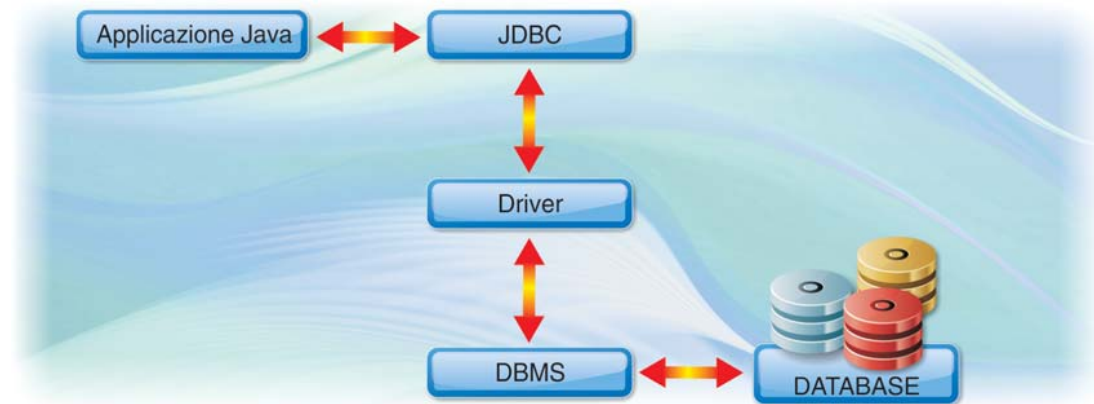 Applicazione Java
JDBC
Driver
DBMS
DATABASE